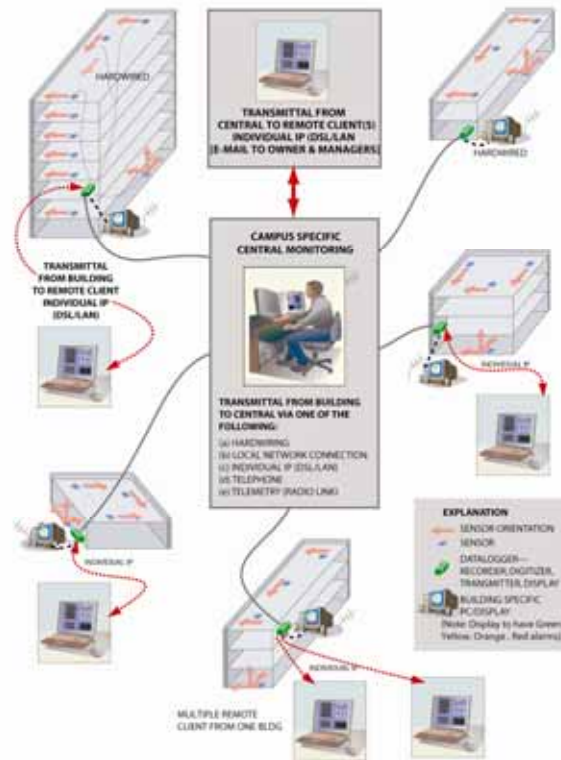 HARDWIRED
TRANSMITTAL FROM
CENTRAL TO REMOTE CLIENT(S)
INDIVIDUAL IP (DSL/LAN
[E-MAIL TO OWNER & MANAGERS]
HARDWIRED
CAMPUS SPECIFIC
CENTRAL MONITORING
TRANSMITTAL
FROM BUILDING
TO REMOTE CLIENT
INDIVIDUAL IP
(DSL/LAN)
INDIVIDUAL IP
TRANSMITTAL FROM BUILDING
TO CENTRAL VIA ONE OF THE
FOLLOWING:
(a) HARDWIRING
(b) LOCAL NETWORK CONNECTION
(c) INDIVIDUAL IP (DSL/LAN)
(d) TELEPHONE
(e) TELEMETRY (RADIO LINK)
INDIVIDUAL IP
EXPLANATION
SENSOR ORIENTATION
SENSOR
DATALOGGER—
RECORDER, DIGITIZER,
TRANSMITTER, DISPLAY
BUILDING SPECIFIC
PC/DISPLAY
(Note: Display to have Green
Yellow, Orange, Red alarms)
INDIVIDUAL IP
MULTIPLE REMOTE
CLIENT FROM ONE BLDG